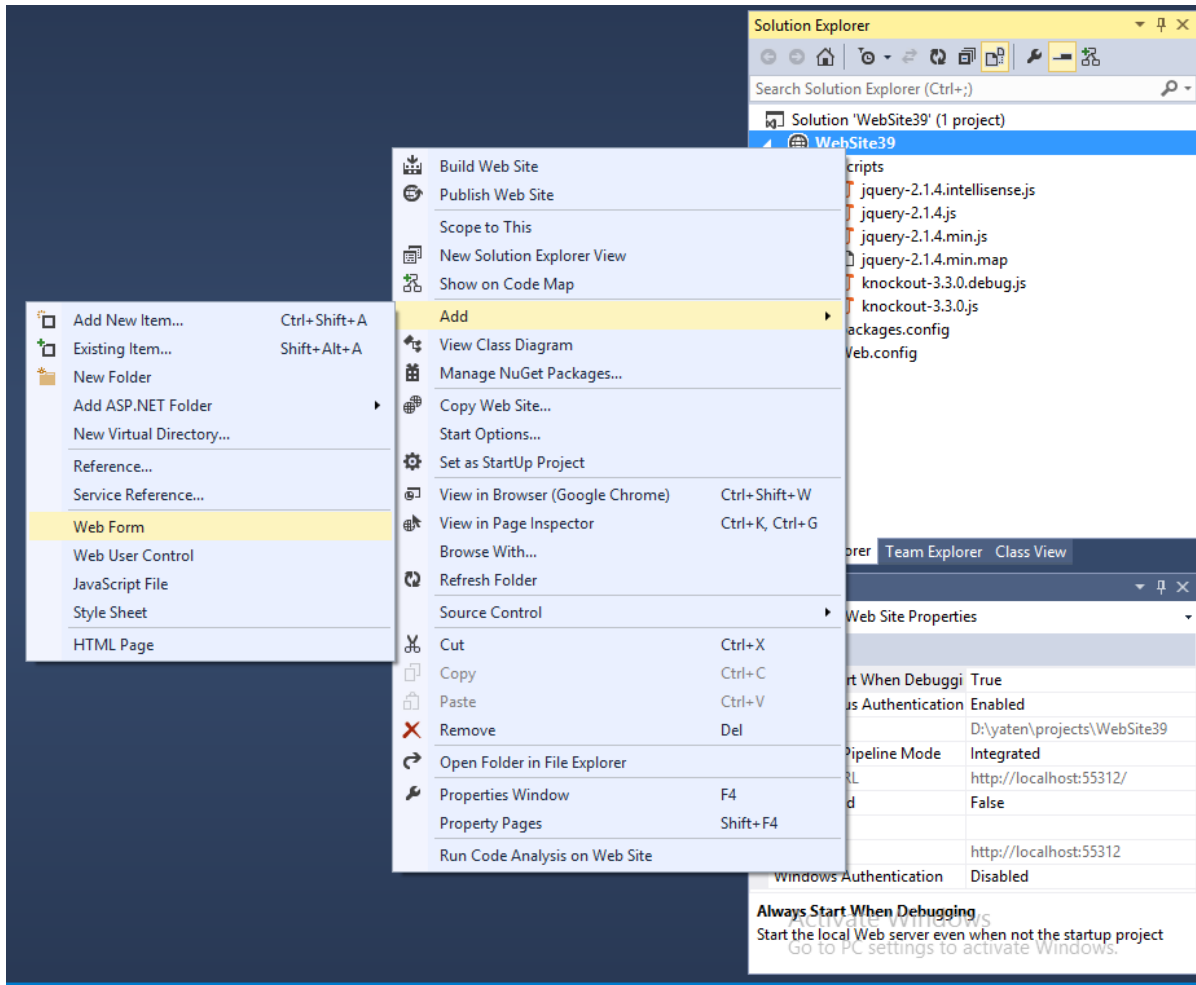 Solution Explorer
Search Solution Explorer (Ctrl+;)
Solution 'WebSite39' (1 project)
WebSite39
cripts
jquery-2.1.4.intellisense.js
jquery-2.1.4.js
jquery-2.1.4.min.js
jquery-2.1.4.min.map
knockout-3.3.0.debug.js
knockout-3.3.0.js
ackages.config
eb.config
Build Web Site
Publish Web Site
Scope to This
New Solution Explorer View
Show on Code Map
Add
View Class Diagram
Manage NuGet Packages...
Copy Web Site...
Start Options...
Set as StartUp Project
View in Browser (Google Chrome) Ctrl+Shift+W
View in Page Inspector Ctrl+K, Ctrl+G
Browse With...
Refresh Folder
Source Control
Cut Ctrl+X
Copy Ctrl+C
Paste Ctrl+V
Remove Del
Open Folder in File Explorer
Properties Window F4
Property Pages Shift+F4
Run Code Analysis on Web Site
Add New Item... Ctrl+Shift+A
Existing Item... Shift+Alt+A
New Folder
Add ASP.NET Folder
New Virtual Directory...
Reference...
Service Reference...
Web Form
Web User Control
JavaScript File
Style Sheet
HTML Page
orer Team Explorer Class View
Web Site Properties
rt When Debuggi True
us Authentication Enabled
D:\yaten\projects\WebSite39
Pipeline Mode Integrated
RL http://localhost:55312/
d False
http://localhost:55312
Windows Authentication Disabled
Always Start When Debugging
Start the local Web server even when not the startup project
Activate Windows
Go to PC settings to activate Windows.